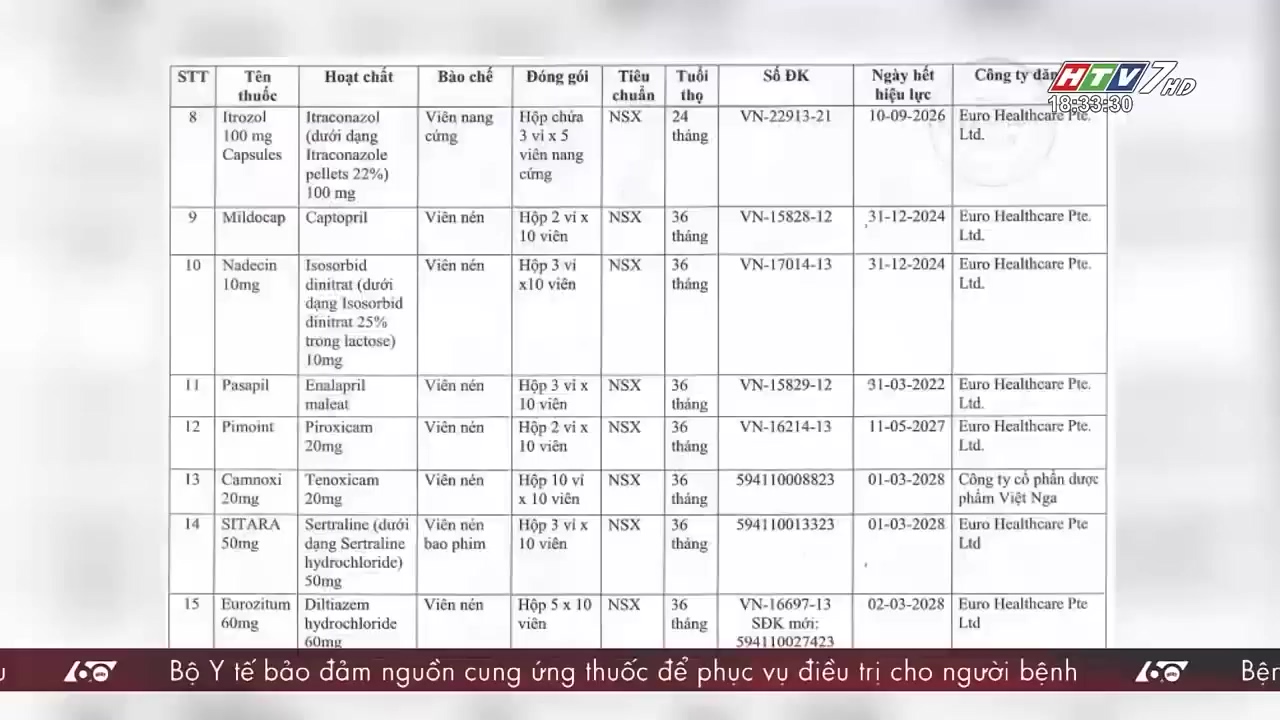 HTV7 HD
18:33:30
STT Tên thuốc Hoạt chất Bào chế Đóng gói Tiêu chuẩn Tuổi thọ Số ĐK Ngày hết hiệu lực Công ty
8 Itrozol 100 mg Capsules Itraconazol (dưới dạng Itraconazole pellets 22%) 100 mg Viên nang cứng Hộp chứa 3 vỉ x 5 viên nang cứng NSX 24 tháng VN-22913-21 10-09-2026 Euro Healthcare Pte. Ltd.
9 Mildocap Captopril Viên nén Hộp 2 vỉ x 10 viên NSX 36 tháng VN-15828-12 31-12-2024 Euro Healthcare Pte. Ltd.
10 Nadecin 10mg Isosorbid dinitrat (dưới dạng Isosorbid dinitrat 25% trong lactose) 10mg Viên nén Hộp 3 vỉ x10 viên NSX 36 tháng VN-17014-13 31-12-2024 Euro Healthcare Pte. Ltd.
11 Pasapil Enalapril maleat Viên nén Hộp 3 vỉ x 10 viên NSX 36 tháng VN-15829-12 31-03-2022 Euro Healthcare Pte. Ltd.
12 Pimoint Piroxicam 20mg Viên nén Hộp 2 vỉ x 10 viên NSX 36 tháng VN-16214-13 11-05-2027 Euro Healthcare Pte. Ltd.
13 Camnoxi 20mg Tenoxicam 20mg Viên nén Hộp 10 vỉ x 10 viên NSX 36 tháng 594110008823 01-03-2028 Công ty cổ phần dược phẩm Việt Nga
14 SITARA 50mg Sertraline (dưới dạng Sertraline hydrochloride) 50mg Viên nén bao phim Hộp 3 vỉ x 10 viên NSX 36 tháng 594110013323 01-03-2028 Euro Healthcare Pte Ltd
15 Eurozitum 60mg Diltiazem hydrochloride 60mg Viên nén Hộp 5 x 10 viên NSX 36 tháng VN-16697-13 SĐK mới: 594110027423 02-03-2028 Euro Healthcare Pte Ltd
60 Bộ Y tế bảo đảm nguồn cung ứng thuốc để phục vụ điều trị cho người bệnh 60